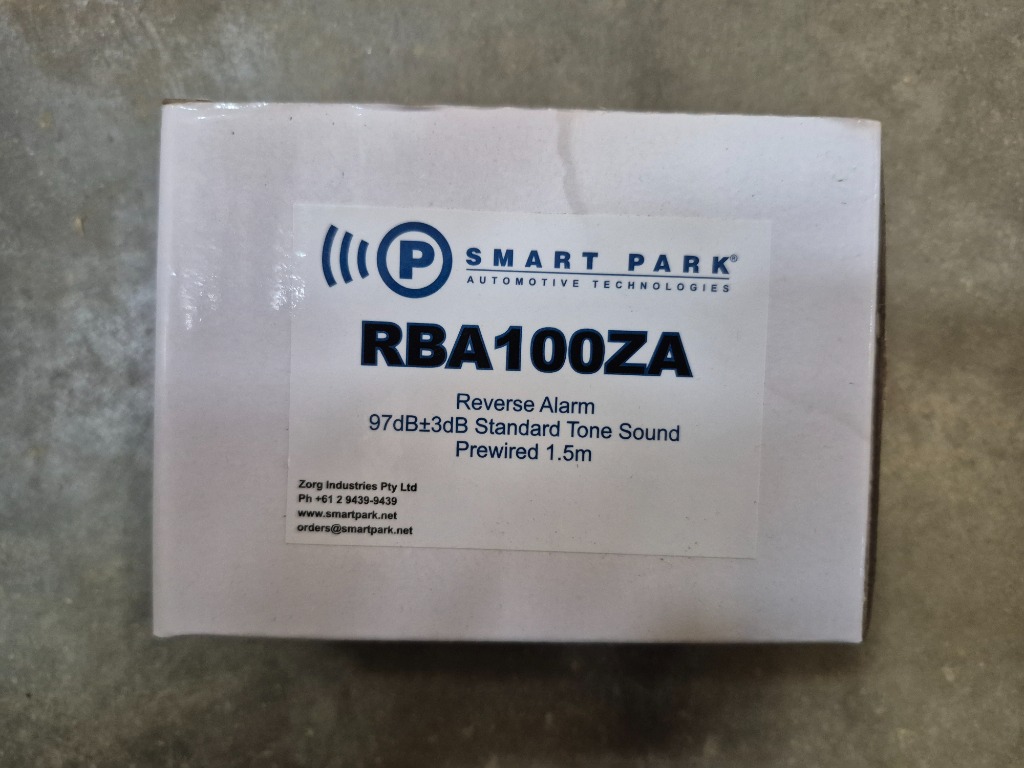 P SMART PARK®
AUTOMOTIVE TECHNOLOGIES
RBA100ZA
Reverse Alarm
97dB±3dB Standard Tone Sound
Prewired 1.5m
Zorg Industries Pty Ltd
Ph +61 2 9439-9439
www.smartpark.net
orders@smartpark.net